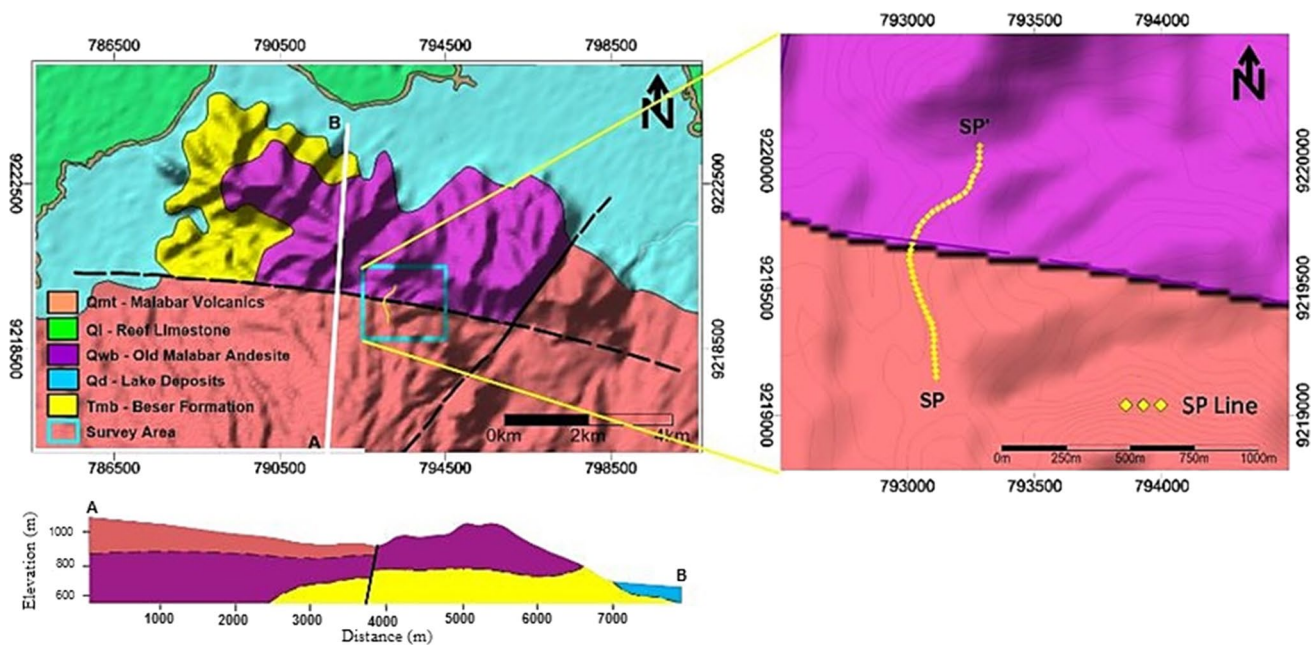 786500 790500 794500 798500
B
N
9222500
9222500
9218500
9218500
Qmt - Malabar Volcanics
Ql - Reef LImestone
Qwb - Old Malabar Andesite
Qd - Lake Deposits
Tmb - Beser Formation
Survey Area
A
0km 2km 4km
786500 790500 794500 798500
793000 793500 794000
N
SP'
9220000
9220000
9219500
9219500
SP
SP Line
9219000
9219000
0m 250m 500m 750m 1000m
793000 793500 794000
A
B
Elevation (m)
1000
800
600
1000 2000 3000 4000 5000 6000 7000
Distance (m)